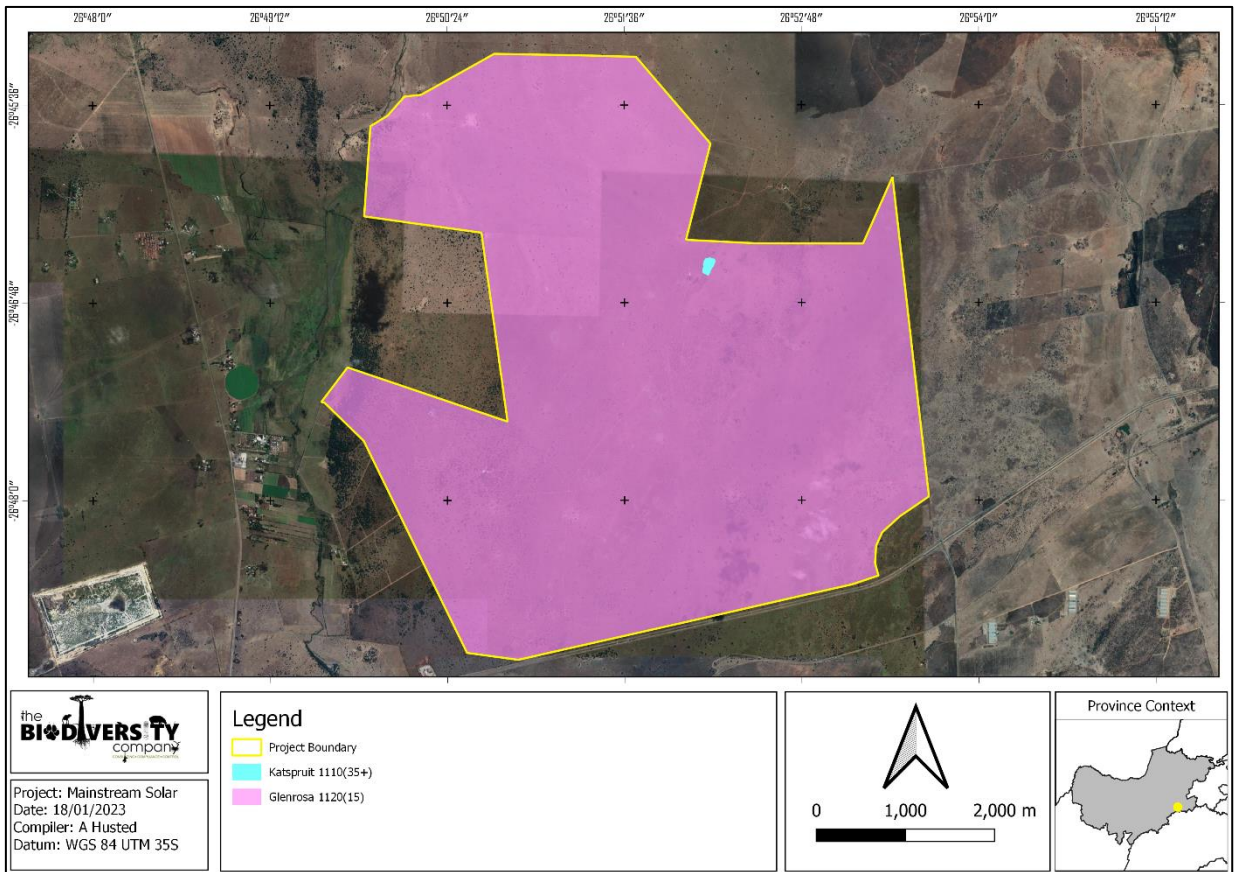 26°48'0" 26°49'12" 26°50'24" 26°51'36" 26°52'48" 26°54'0" 26°55'12"
-26°45'36"
-26°46'48"
-26°48'0"
the
BIODIVERSITY
company
Project: Mainstream Solar
Date: 18/01/2023
Compiler: A Husted
Datum: WGS 84 UTM 35S
Legend
Project Boundary
Katspruit 1110(35+)
Glenrosa 1120(15)
0 1,000 2,000 m
Province Context